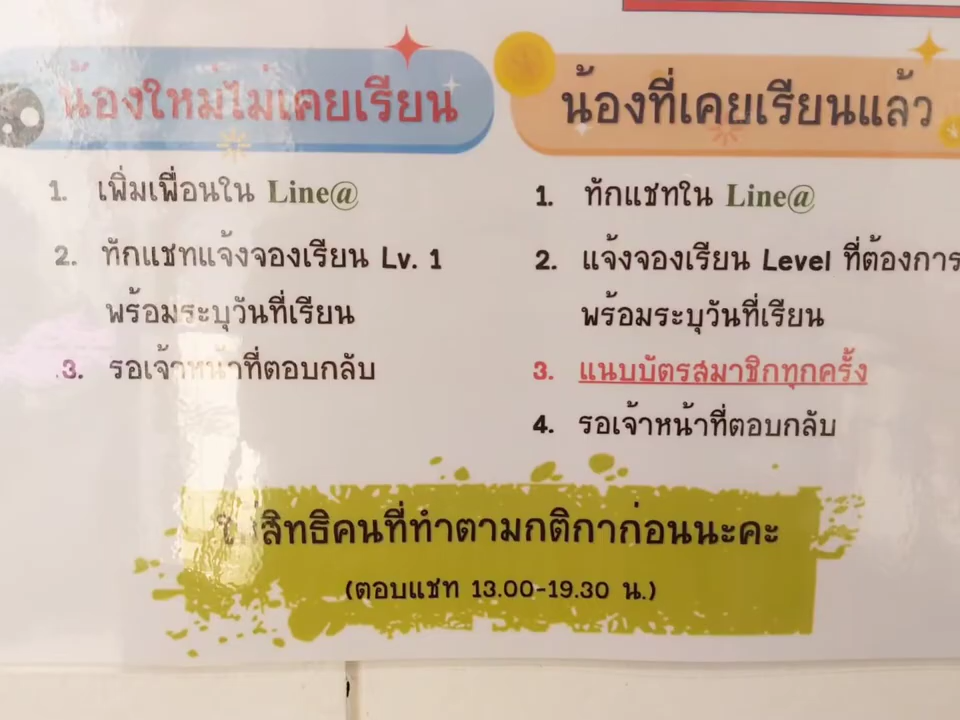 น้องใหม่ไม่เคยเรียน
1. เพิ่มเพื่อนใน Line@
2. ทักแชทแจ้งจองเรียน Lv. 1
พร้อมระบุวันที่เรียน
3. รอเจ้าหน้าที่ตอบกลับ
น้องที่เคยเรียนแล้ว
1. ทักแชทใน Line@
2. แจ้งจองเรียน Level ที่ต้องการ
พร้อมระบุวันที่เรียน
3. แนบบัตรสมาชิกทุกครั้ง
4. รอเจ้าหน้าที่ตอบกลับ
ให้สิทธิคนที่ทำตามกติกาก่อนนะคะ
(ตอบแชท 13.00-19.30 น.)